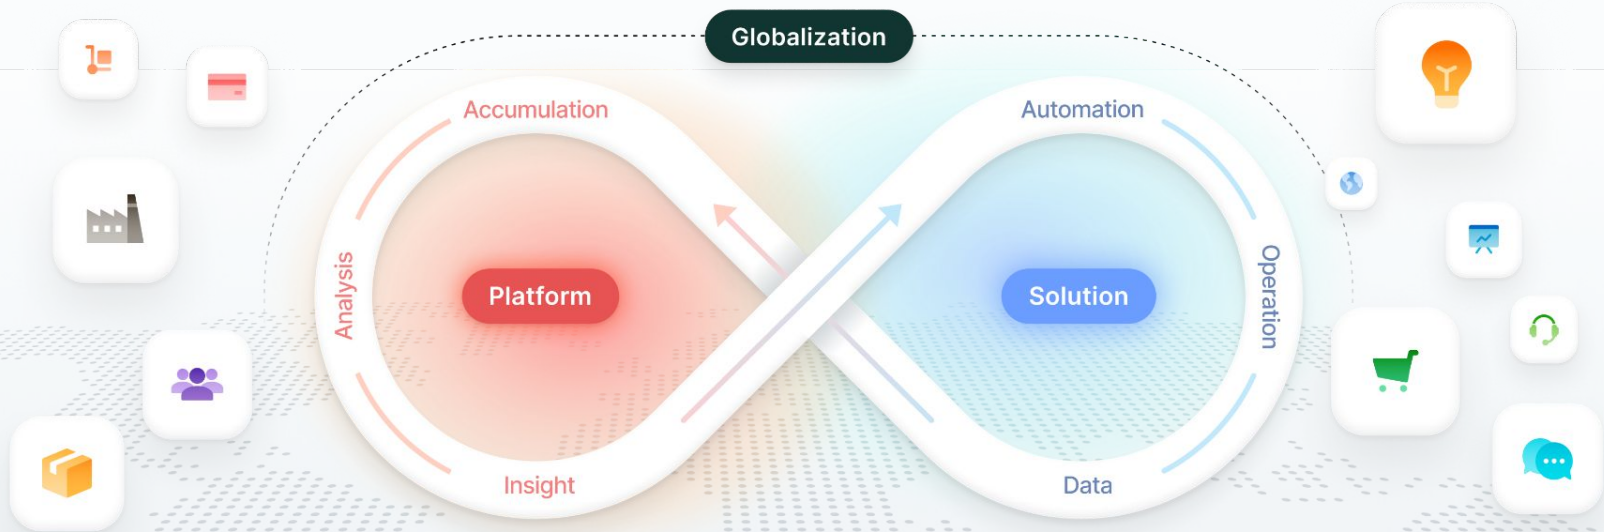 Globalization
Accumulation
Automation
Analysis
Platform
Solution
Operation
Insight
Data